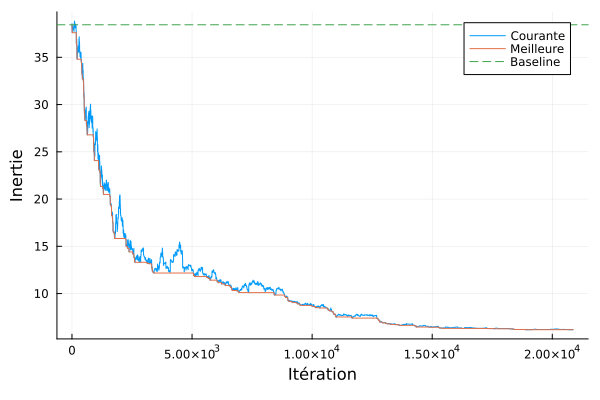 Inertie
35
30
25
20
15
10
Courante
Meilleure
Baseline
0
5.00×10³
1.00×10⁴
1.50×10⁴
2.00×10⁴
Itération